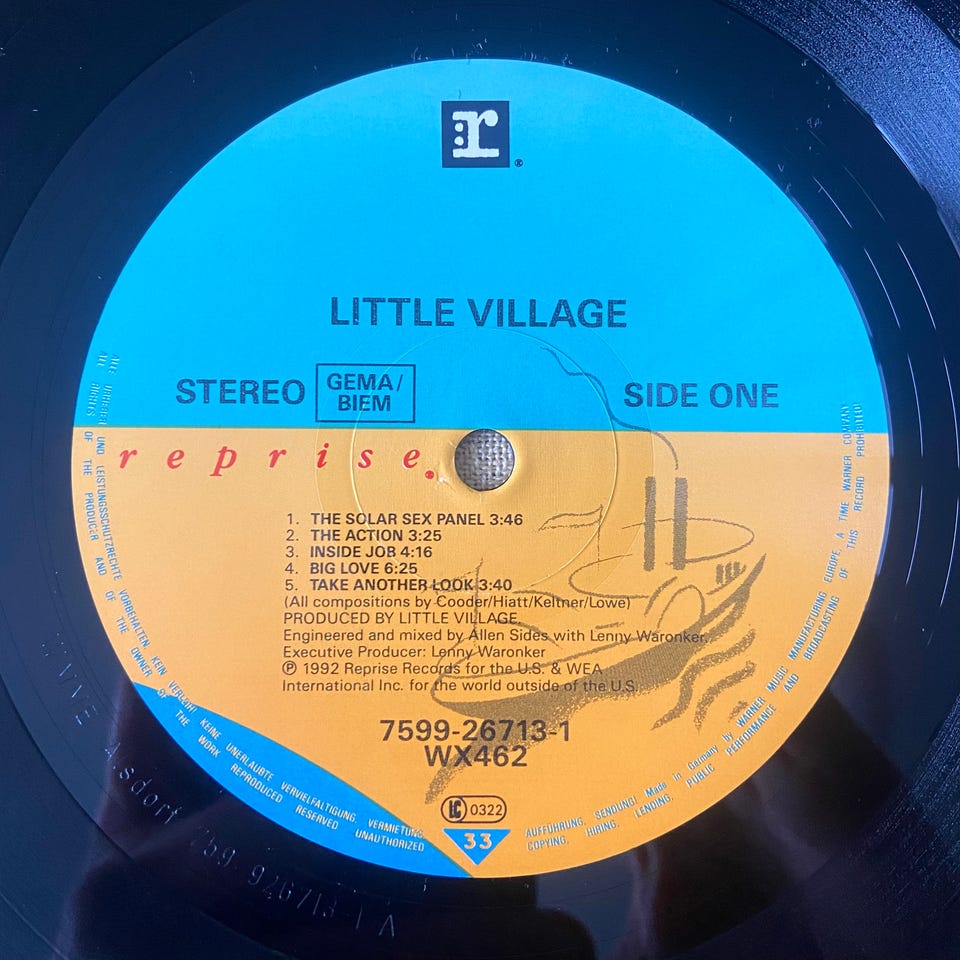 r®
LITTLE VILLAGE
STEREO
GEMA/
BIEM
SIDE ONE
reprise
1. THE SOLAR SEX PANEL 3:46
2. THE ACTION 3:25
3. INSIDE JOB 4:16
4. BIG LOVE 6:25
5. TAKE ANOTHER LOOK 3:40
(All compositions by Cooder/Hiatt/Keltner/Lowe)
PRODUCED BY LITTLE VILLAGE.
Engineered and mixed by Allen Sides with Lenny Waronker.
Executive Producer: Lenny Waronker
℗ 1992 Reprise Records for the U.S. & WEA
International Inc. for the world outside of the U.S.
7599-26713-1
WX462
LC 0322
33
ALLE URHEBER UND LEISTUNGSSCHUTZRECHTE VORBEHALTEN. KEIN VERLEIH! KEINE UNERLAUBTE VERVIELFÄLTIGUNG, VERMIETUNG,
AUFFÜHRUNG, SENDUNG! Made in Germany by WARNER MUSIC MANUFACTURING EUROPE, A TIME WARNER COMPANY
ALL RIGHTS OF THE PRODUCER AND OF THE OWNER OF THE WORK REPRODUCED RESERVED UNAUTHORIZED
COPYING, HIRING, LENDING, PUBLIC PERFORMANCE AND BROADCASTING OF THIS RECORD PROHIBITED
Alsdorf